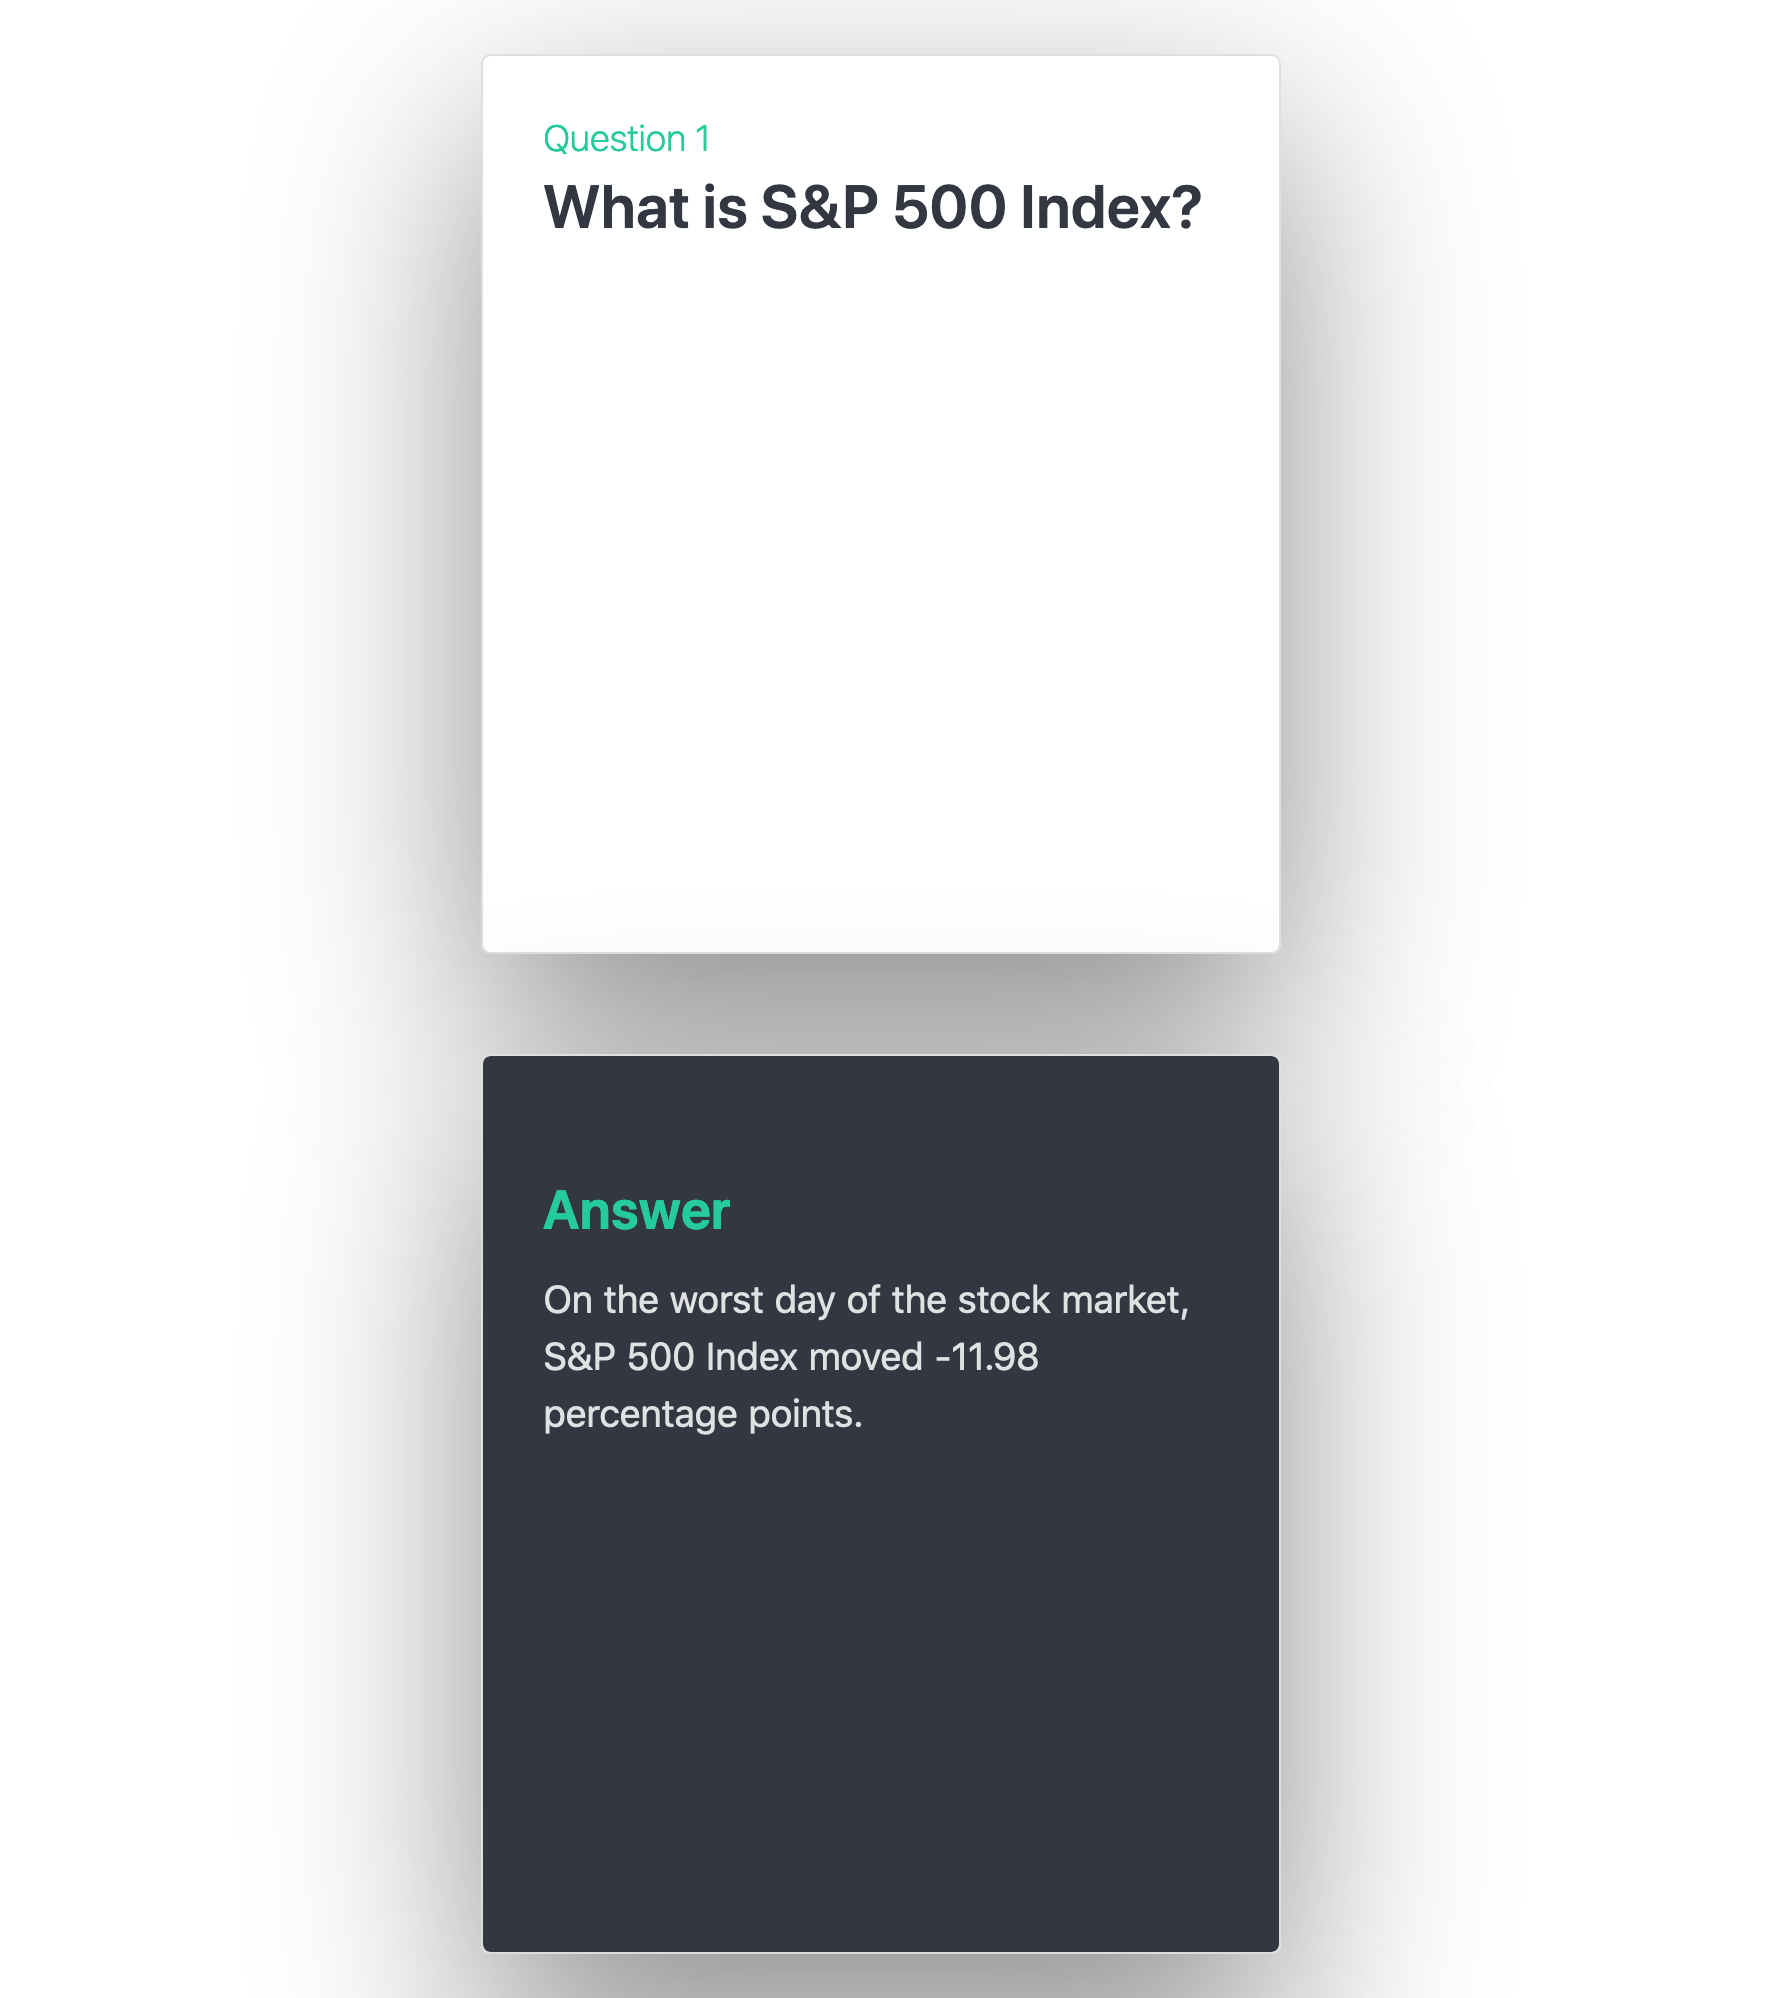 Question 1
What is S&P 500 Index?
Answer
On the worst day of the stock market,
S&P 500 Index moved -11.98
percentage points.